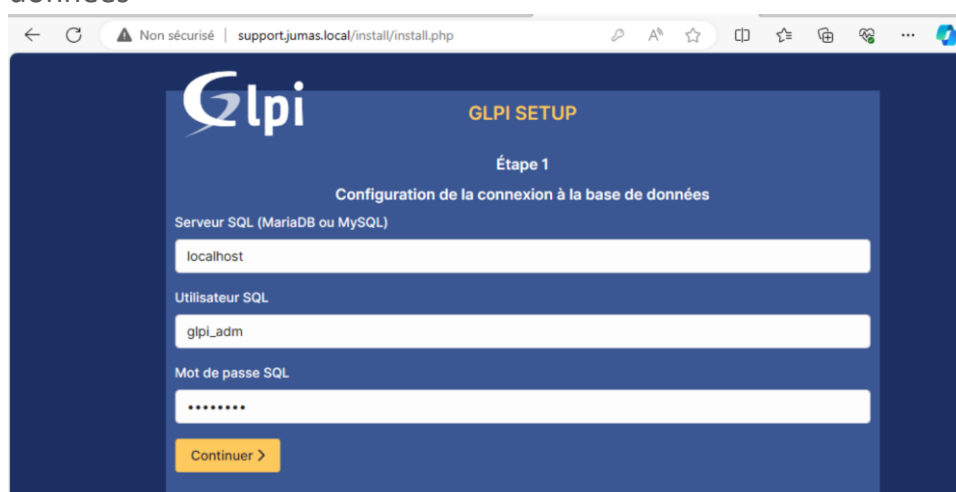 données
Non sécurisé | support.jumas.local/install/install.php
Glpi
GLPI SETUP
Étape 1
Configuration de la connexion à la base de données
Serveur SQL (MariaDB ou MySQL)
localhost
Utilisateur SQL
glpi_adm
Mot de passe SQL
••••••••
Continuer >